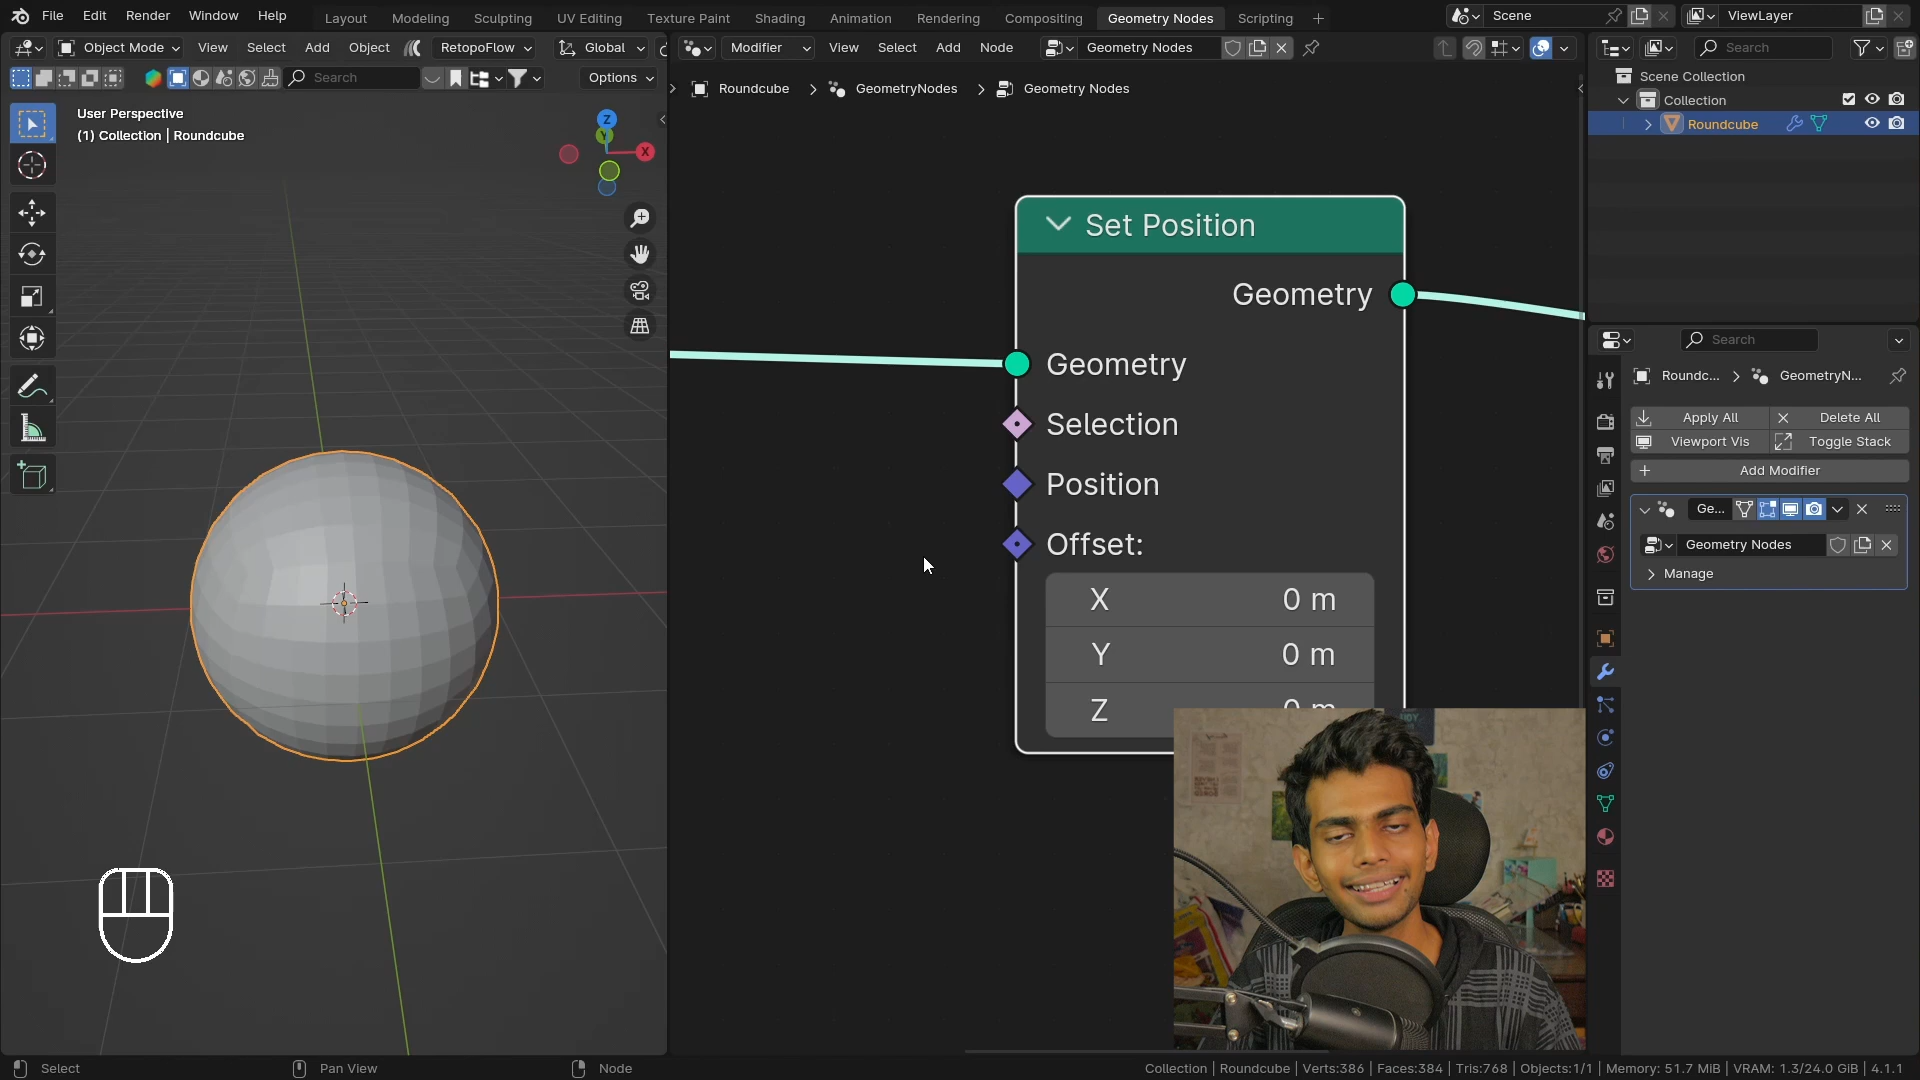 File Edit Render Window Help Layout Modeling Sculpting UV Editing Texture Paint Shading Animation Rendering Compositing Geometry Nodes Scripting + Scene ViewLayer
Object Mode View Select Add Object RetopoFlow Global Modifier View Select Add Node Geometry Nodes Search
Search Options
Scene Collection
Collection
Roundcube
Roundcube > GeometryNodes > Geometry Nodes
User Perspective
(1) Collection | Roundcube
Z
Y
X
Set Position
Geometry
Geometry
Selection
Position
Offset:
X 0 m
Y 0 m
Z
Search
Roundc... > GeometryN...
Apply All Delete All
Viewport Vis Toggle Stack
Add Modifier
Ge...
Geometry Nodes
Manage
Select Pan View Node Collection | Roundcube | Verts:386 | Faces:384 | Tris:768 | Objects:1/1 | Memory: 51.7 MiB | VRAM: 1.3/24.0 GiB | 4.1.1